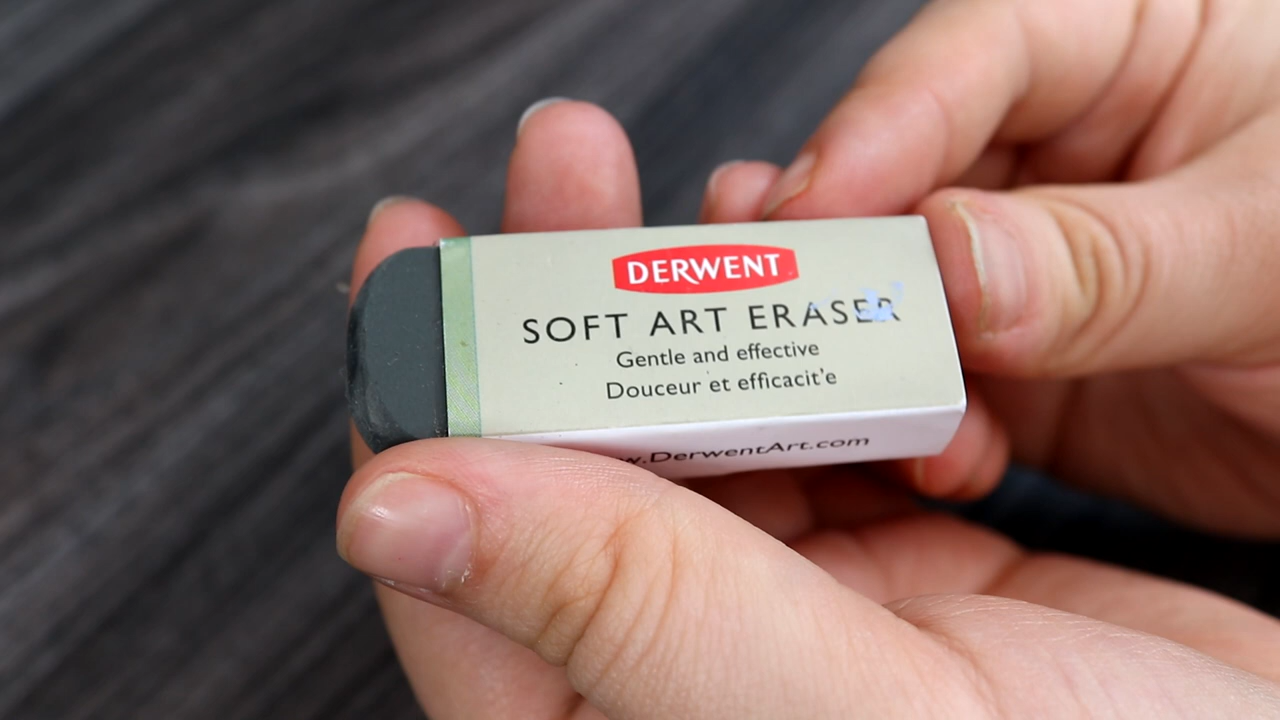 DERWENT
SOFT ART ERASER
Gentle and effective
Douceur et efficacit'e
w.DerwentArt.com